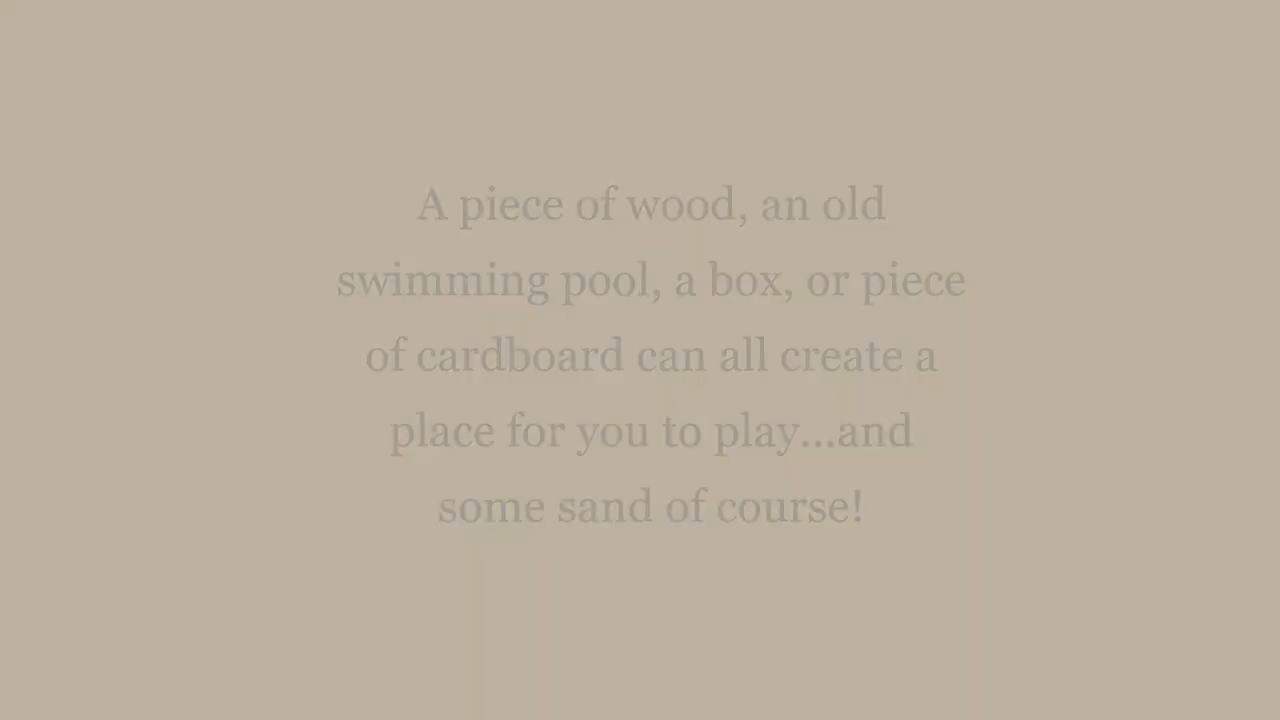 A piece of wood, an old
swimming pool, a box, or piece
of cardboard can all create a
place for you to play...and
some sand of course!